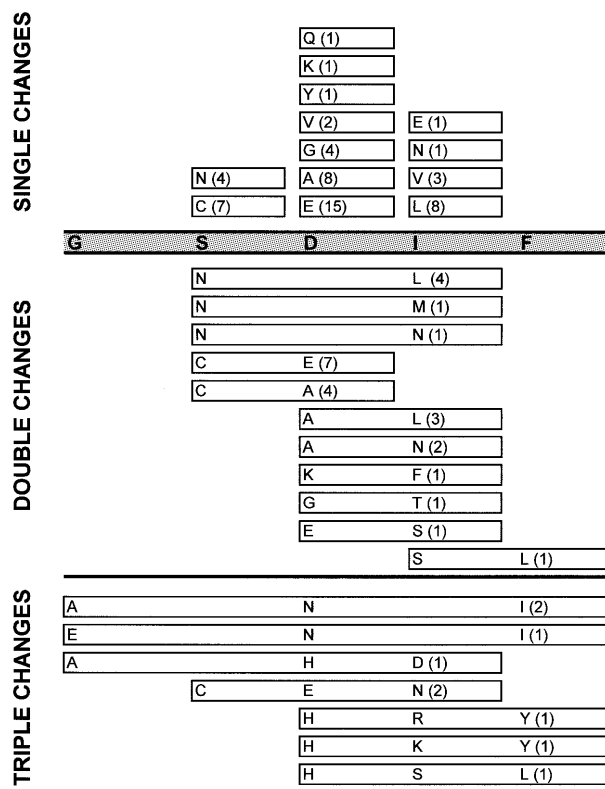 SINGLE CHANGES
Q (1)
K (1)
Y (1)
V (2) E (1)
G (4) N (1)
N (4) A (8) V (3)
C (7) E (15) L (8)
G S D I F
DOUBLE CHANGES
N L (4)
N M (1)
N N (1)
C E (7)
C A (4)
A L (3)
A N (2)
K F (1)
G T (1)
E S (1)
S L (1)
TRIPLE CHANGES
A N I (2)
E N I (1)
A H D (1)
C E N (2)
H R Y (1)
H K Y (1)
H S L (1)